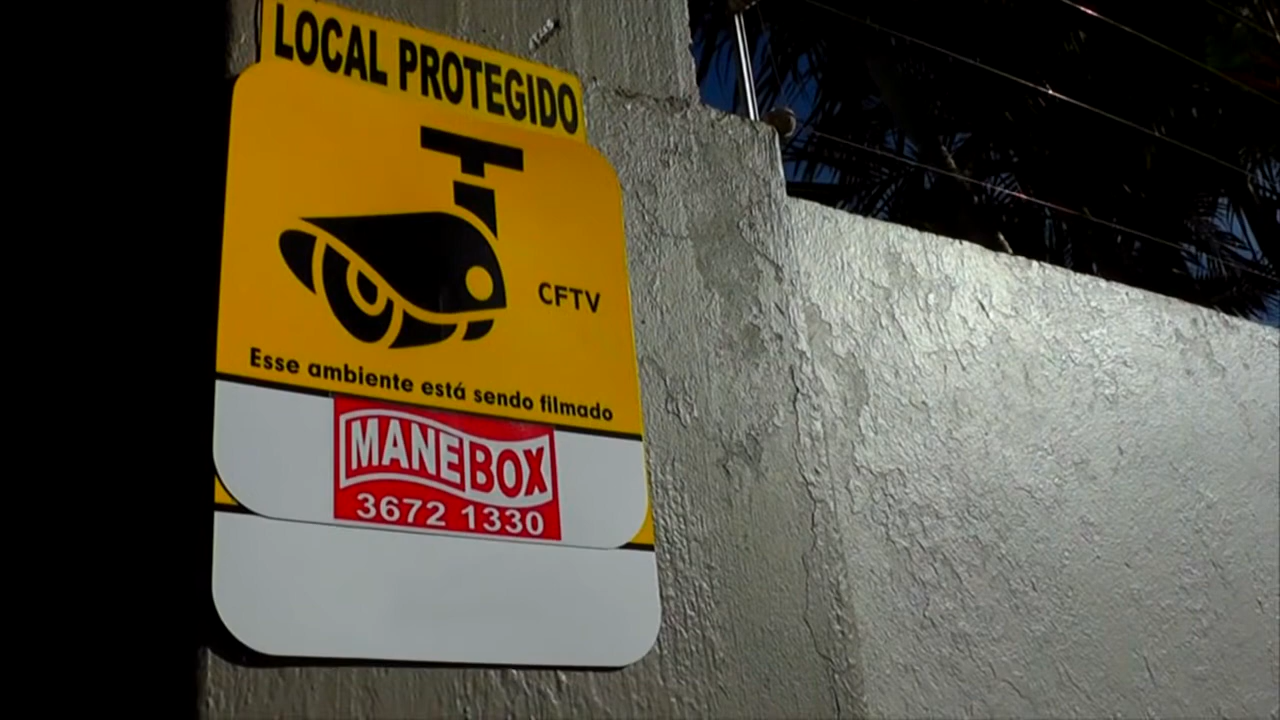 LOCAL PROTEGIDO
CFTV
Esse ambiente está sendo filmado
MANEBOX
3672 1330